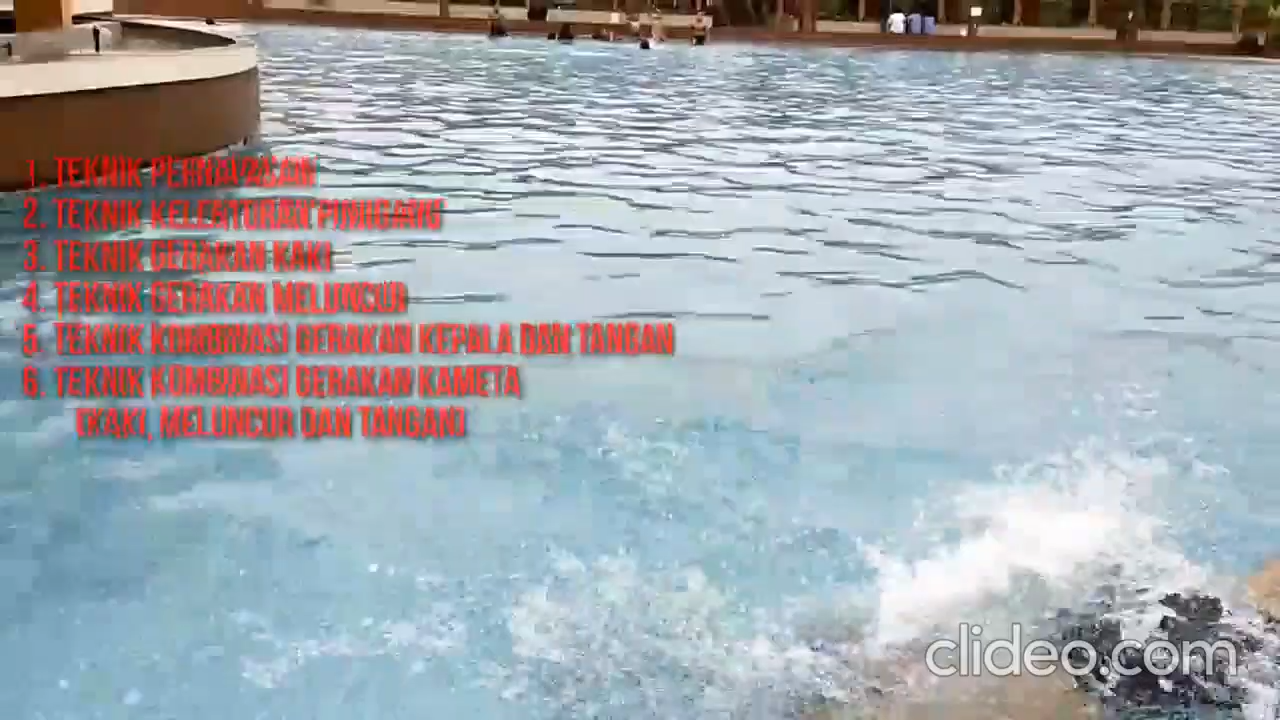 1. TEKNIK PERNAVASAN
2. TEKNIK KELENTURAN PINGGANG
3. TEKNIK GERAKAN KAKI
4. TEKNIK GERAKAN MELUNCUR
5. TEKNIK KOMBINASI GERAKAN KEPALA DAN TANGAN
6. TEKNIK KOMBINASI GERAKAN KAMETA
(KAKI, MELUNCUR DAN TANGAN)
clideo.com